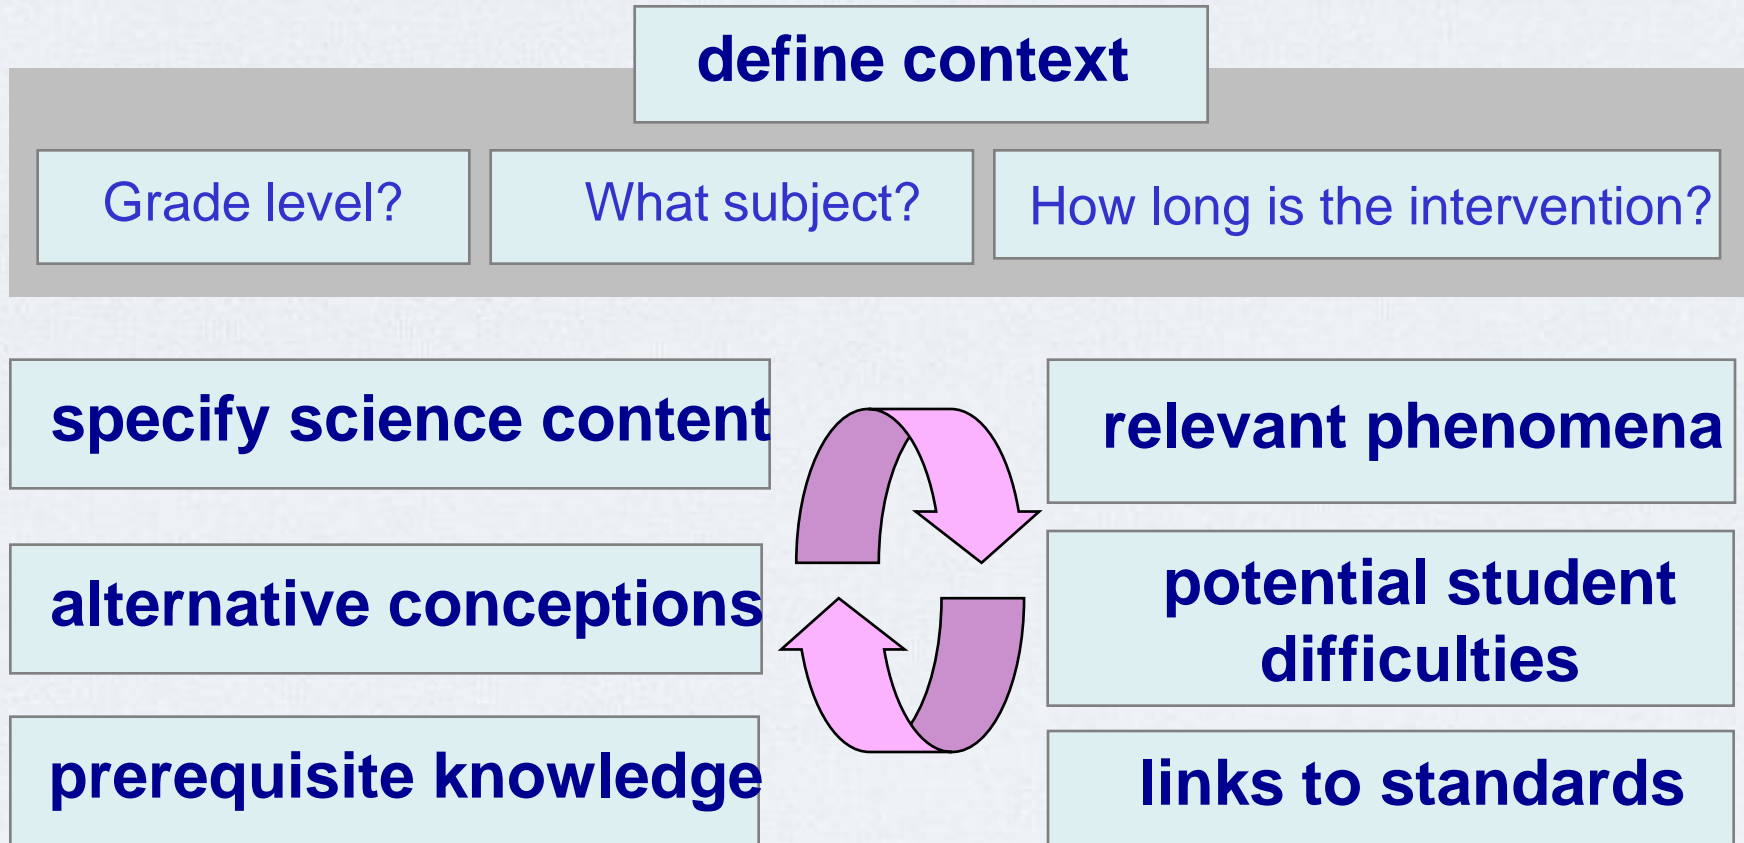 define context
Grade level?
What subject?
How long is the intervention?
specify science content
relevant phenomena
alternative conceptions
potential student
difficulties
prerequisite knowledge
links to standards